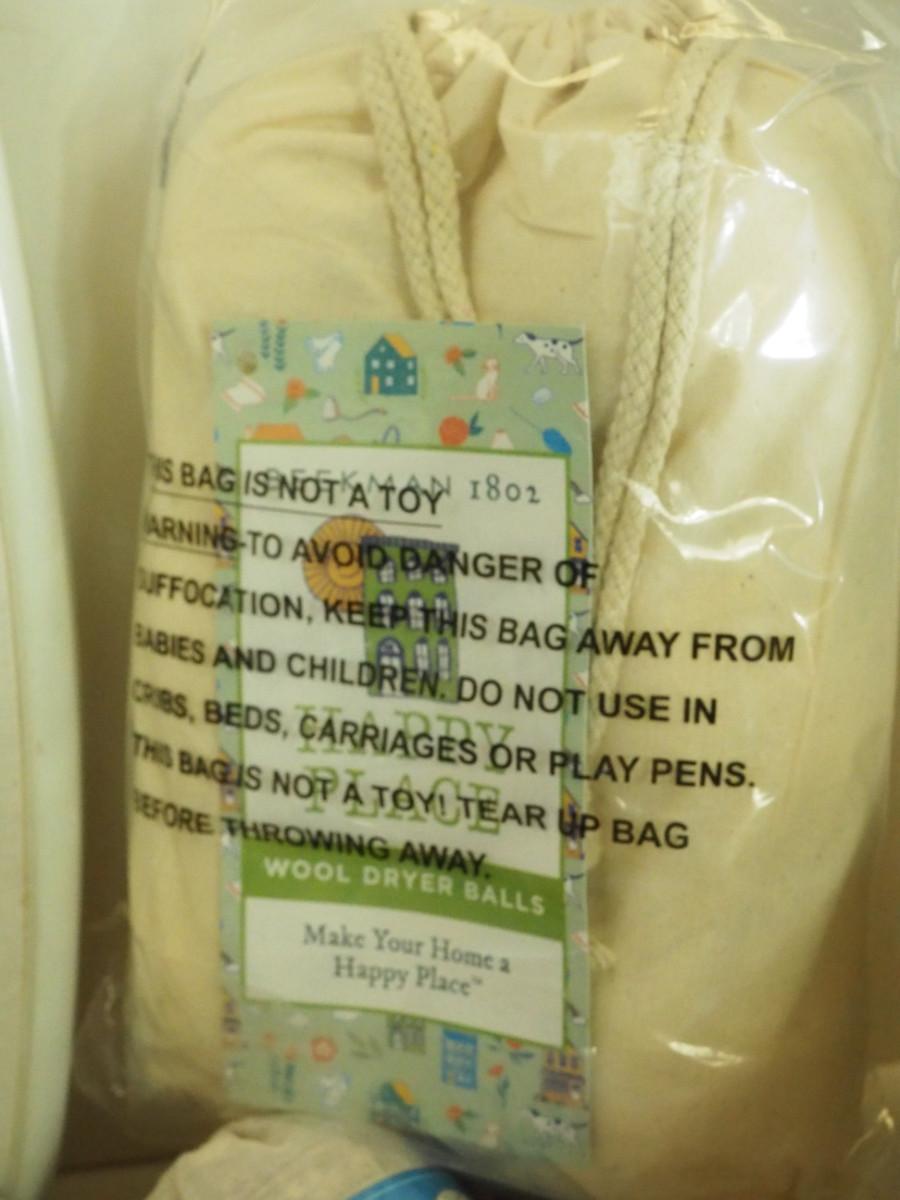 THIS BAG IS NOT A TOY
WARNING-TO AVOID DANGER OF
SUFFOCATION, KEEP THIS BAG AWAY FROM
BABIES AND CHILDREN. DO NOT USE IN
CRIBS, BEDS, CARRIAGES OR PLAY PENS.
THIS BAG IS NOT A TOY! TEAR UP BAG
BEFORE THROWING AWAY.
BEEKMAN 1802
HAPPY
PLACE
WOOL DRYER BALLS
Make Your Home a
Happy Place™